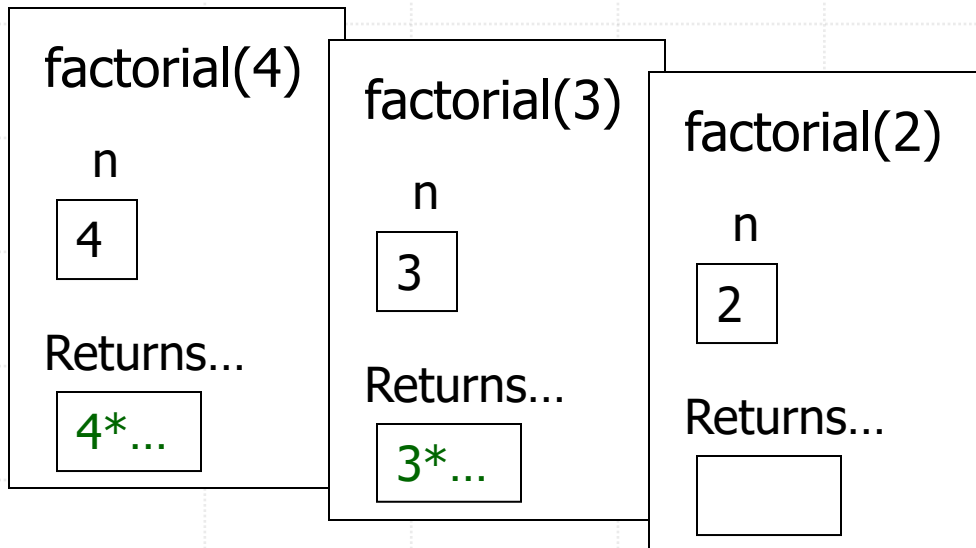 factorial(4)
n
4
Returns...
4*...
factorial(3)
n
3
Returns...
3*...
factorial(2)
n
2
Returns...